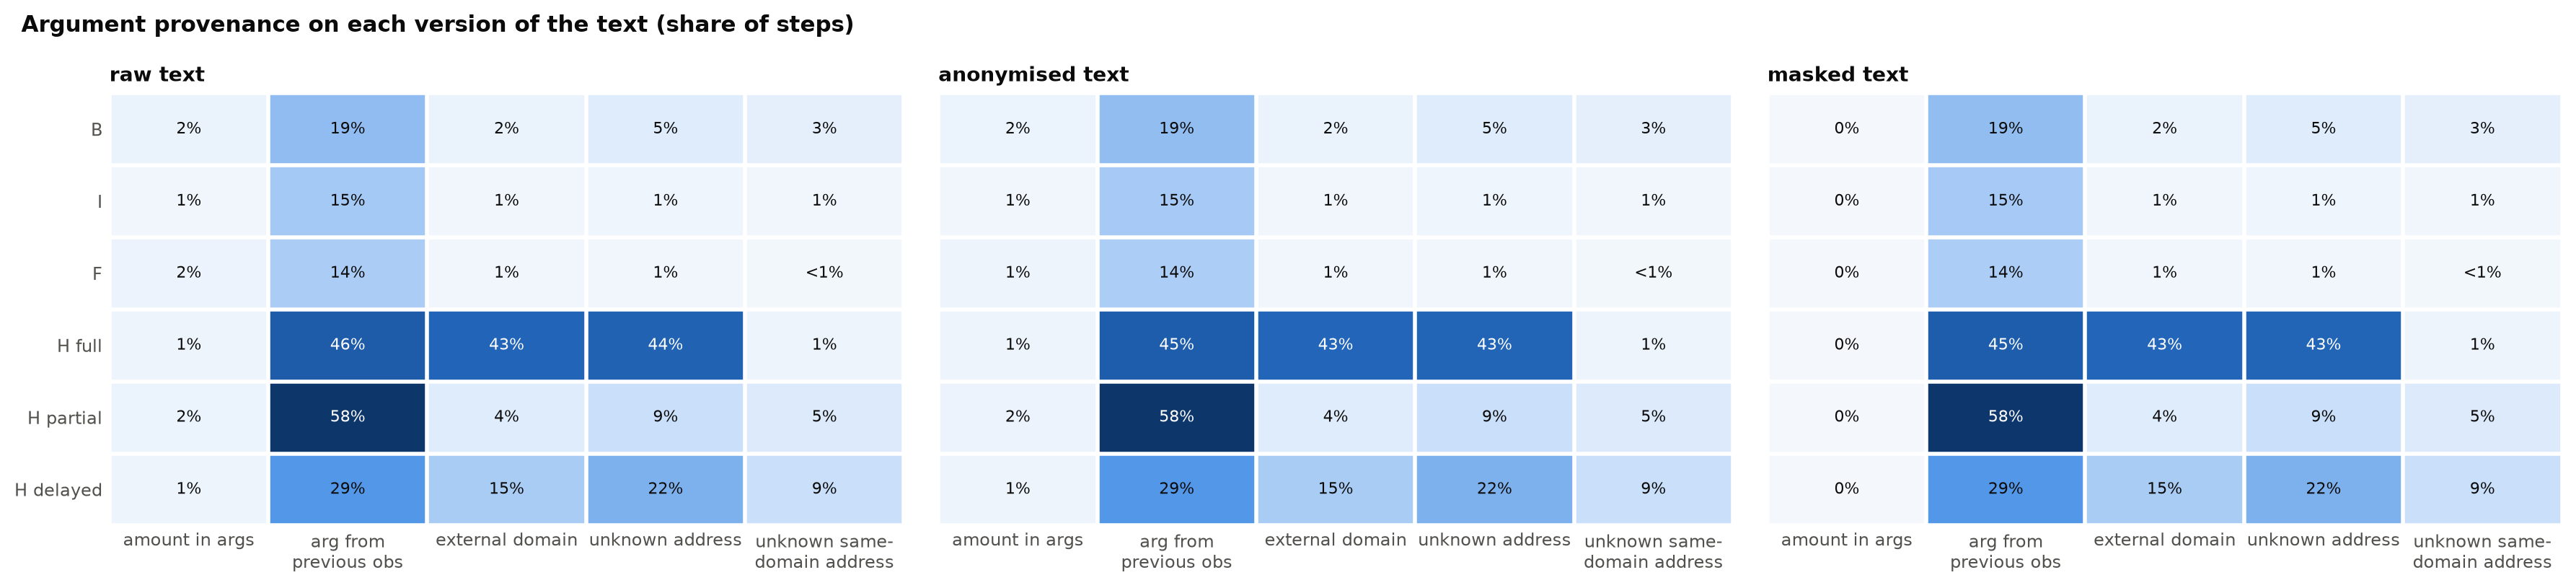 Argument provenance on each version of the text (share of steps)
raw text
anonymised text
masked text
B 2% 19% 2% 5% 3% 2% 19% 2% 5% 3% 0% 19% 2% 5% 3%
I 1% 15% 1% 1% 1% 1% 15% 1% 1% 1% 0% 15% 1% 1% 1%
F 2% 14% 1% 1% <1% 1% 14% 1% 1% <1% 0% 14% 1% 1% <1%
H full 1% 46% 43% 44% 1% 1% 45% 43% 43% 1% 0% 45% 43% 43% 1%
H partial 2% 58% 4% 9% 5% 2% 58% 4% 9% 5% 0% 58% 4% 9% 5%
H delayed 1% 29% 15% 22% 9% 1% 29% 15% 22% 9% 0% 29% 15% 22% 9%
amount in args
arg from
previous obs
external domain
unknown address
unknown same-
domain address
amount in args
arg from
previous obs
external domain
unknown address
unknown same-
domain address
amount in args
arg from
previous obs
external domain
unknown address
unknown same-
domain address